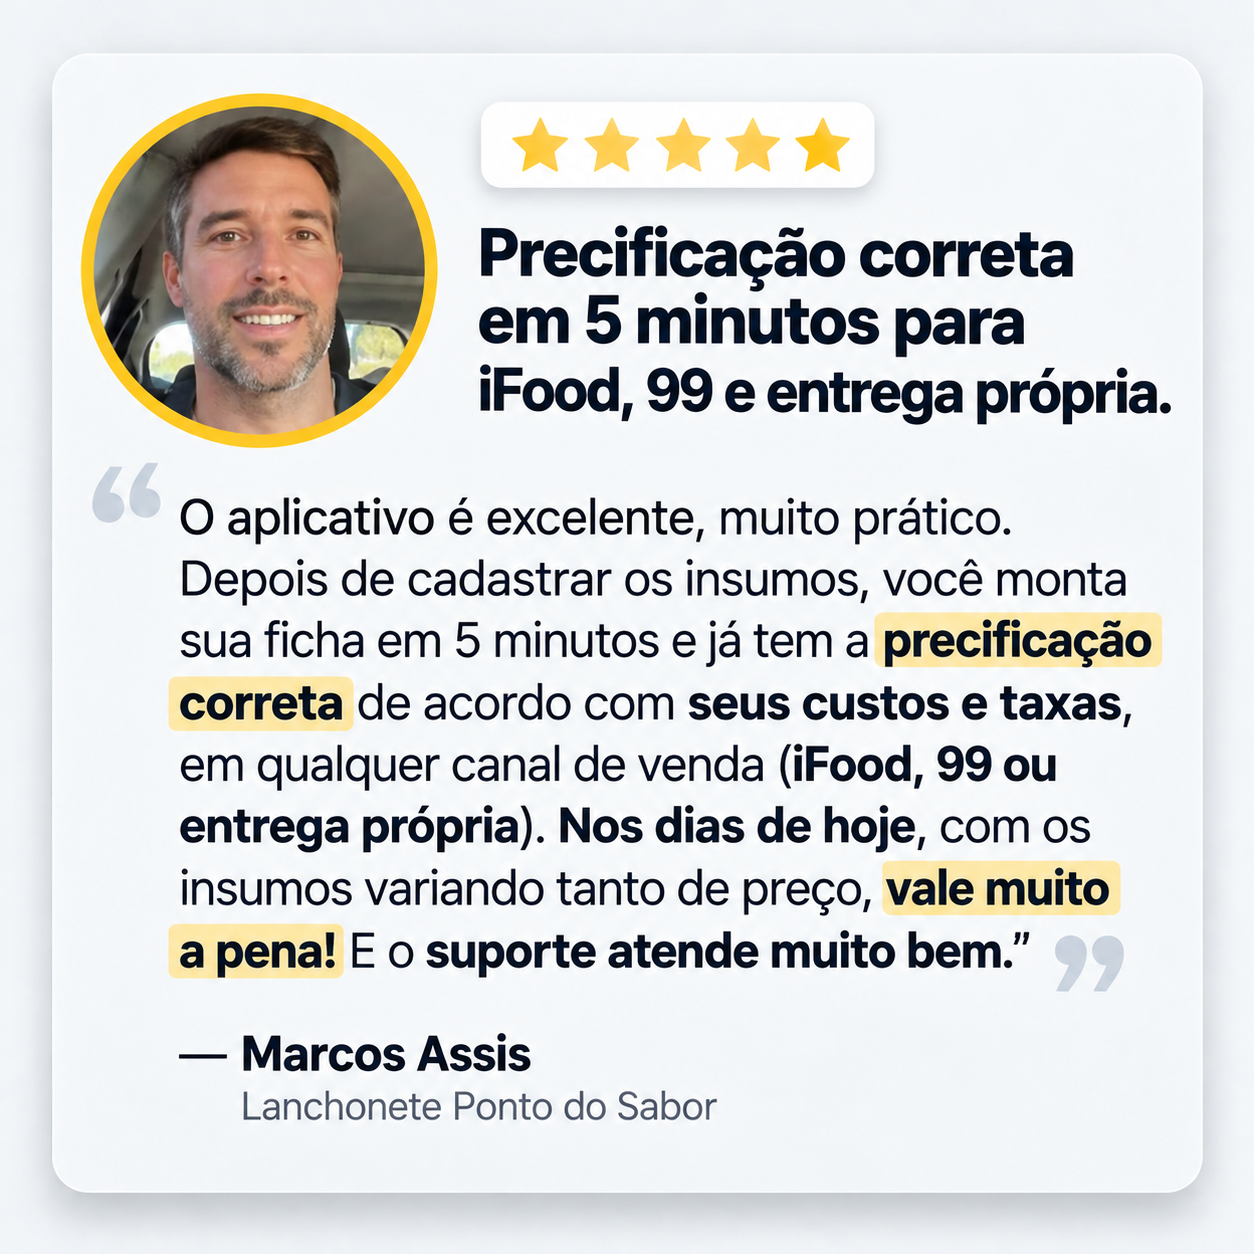 Precificação correta
em 5 minutos para
iFood, 99 e entrega própria.
“O aplicativo é excelente, muito prático.
Depois de cadastrar os insumos, você monta
sua ficha em 5 minutos e já tem a precificação
correta de acordo com seus custos e taxas,
em qualquer canal de venda (iFood, 99 ou
entrega própria). Nos dias de hoje, com os
insumos variando tanto de preço, vale muito
a pena! E o suporte atende muito bem.” ”
— Marcos Assis
Lanchonete Ponto do Sabor